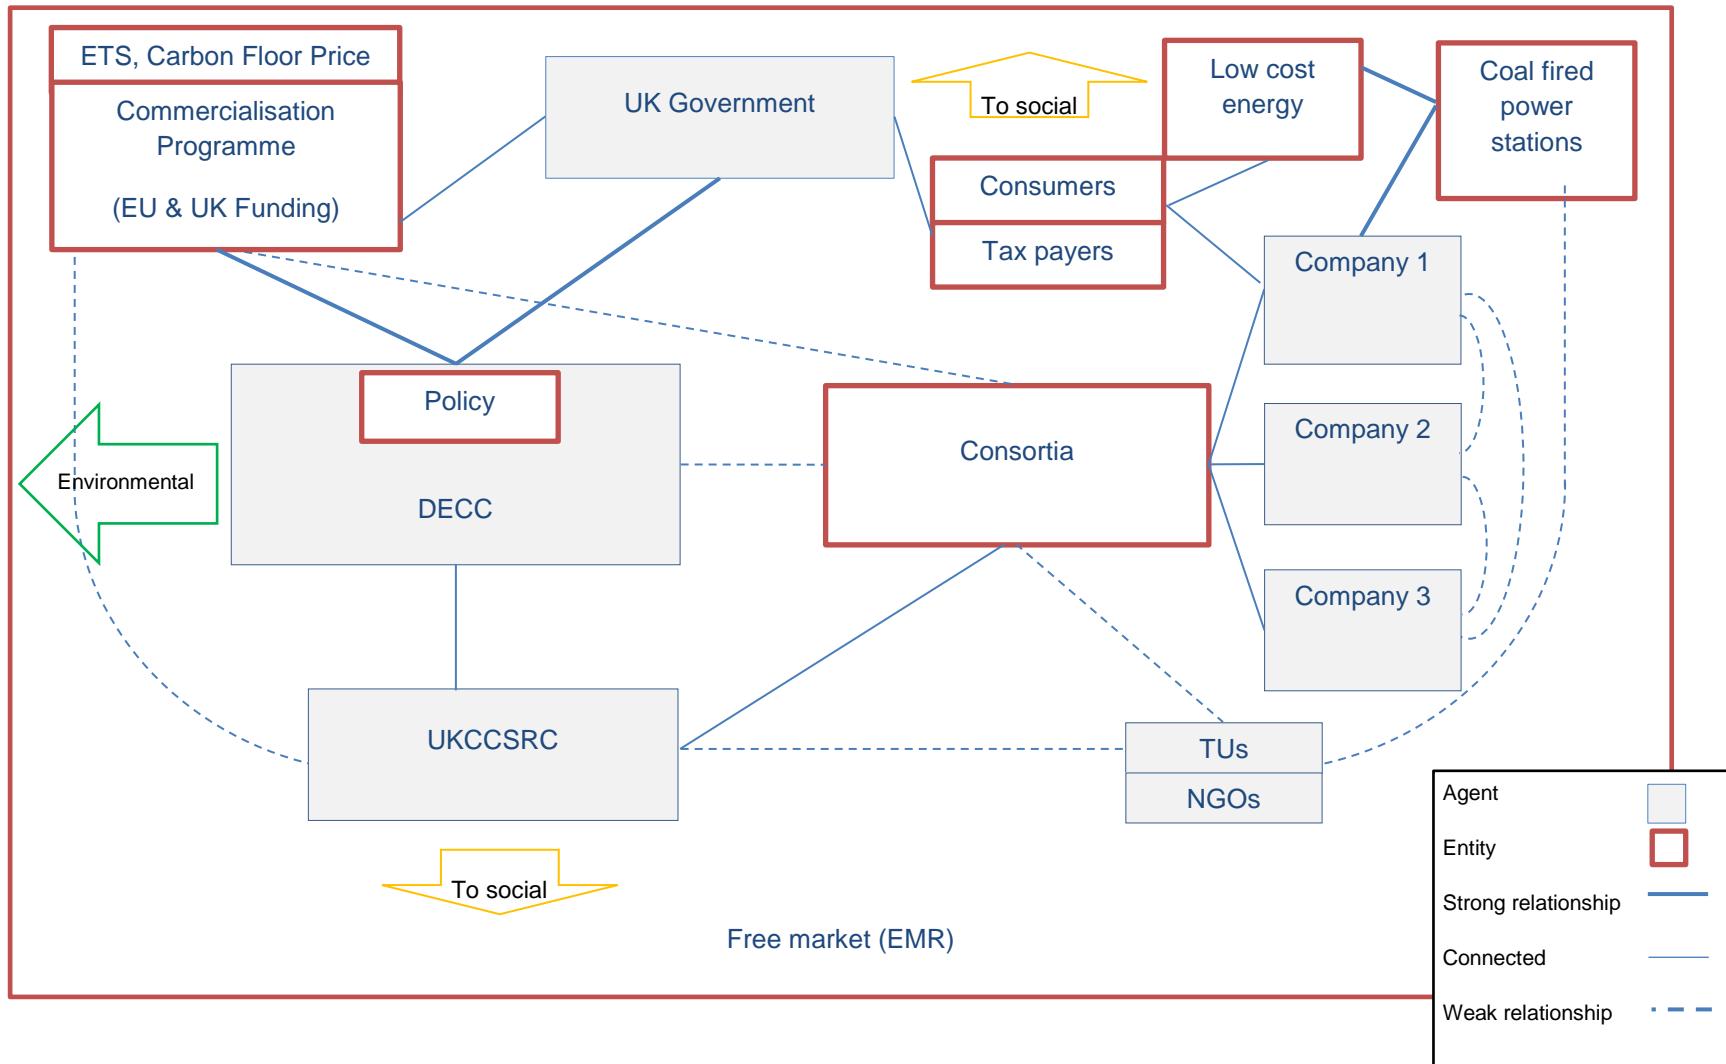 ETS, Carbon Floor Price
Commercialisation
Programme
(EU & UK Funding)
UK Government
To social
Low cost
energy
Coal fired
power
stations
Consumers
Tax payers
Company 1
Policy
DECC
Environmental
Consortia
Company 2
Company 3
UKCCSRC
TUs
NGOs
To social
Free market (EMR)
Agent
Entity
Strong relationship
Connected
Weak relationship